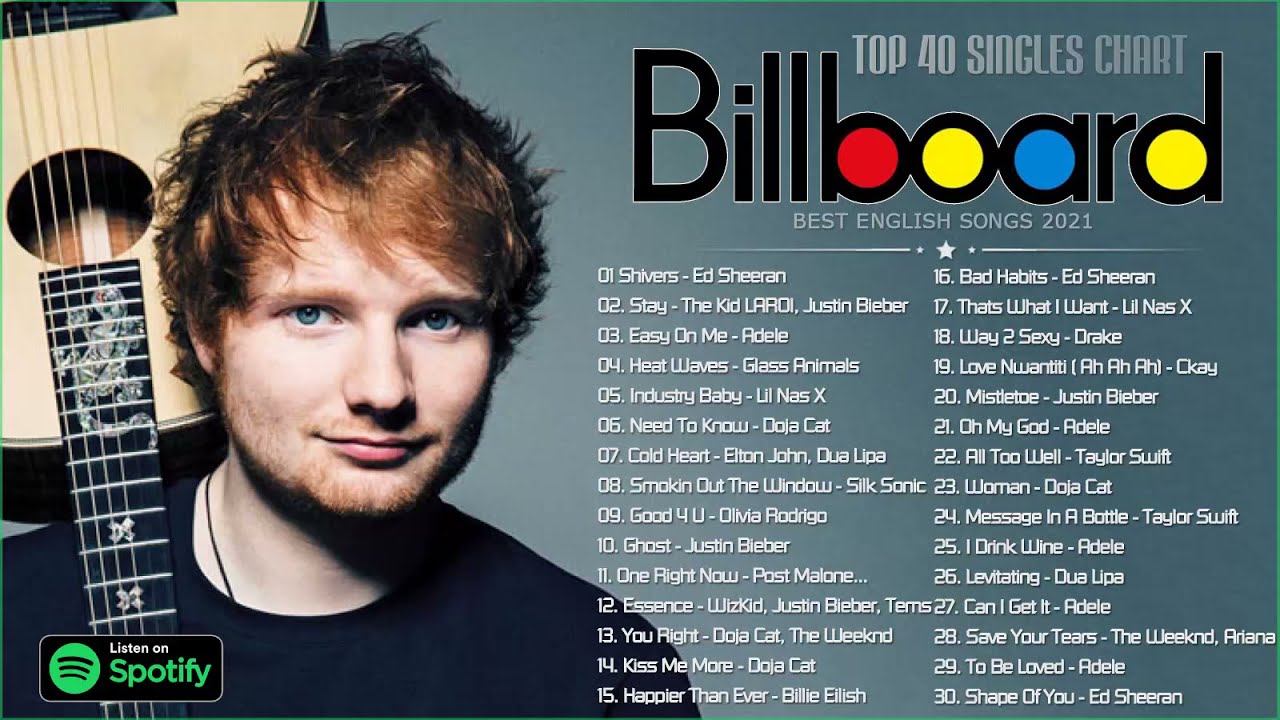 TOP 40 SINGLES CHART
Billboard
BEST ENGLISH SONGS 2021
01 Shivers - Ed Sheeran
02. Stay - The Kid LAROI, Justin Bieber
03. Easy On Me - Adele
04. Heat Waves - Glass Animals
05. Industry Baby - Lil Nas X
06. Need To Know - Doja Cat
07. Cold Heart - Elton John, Dua Lipa
08. Smokin Out The Window - Silk Sonic
09. Good 4 U - Olivia Rodrigo
10. Ghost - Justin Bieber
11. One Right Now - Post Malone...
12. Essence - WizKid, Justin Bieber, Tems
13. You Right - Doja Cat, The Weeknd
14. Kiss Me More - Doja Cat
15. Happier Than Ever - Billie Eilish
16. Bad Habits - Ed Sheeran
17. Thats What I Want - Lil Nas X
18. Way 2 Sexy - Drake
19. Love Nwantiti ( Ah Ah Ah) - Ckay
20. Mistletoe - Justin Bieber
21. Oh My God - Adele
22. All Too Well - Taylor Swift
23. Woman - Doja Cat
24. Message In A Bottle - Taylor Swift
25. I Drink Wine - Adele
26. Levitating - Dua Lipa
27. Can I Get It - Adele
28. Save Your Tears - The Weeknd, Ariana
29. To Be Loved - Adele
30. Shape Of You - Ed Sheeran
Listen on
Spotify